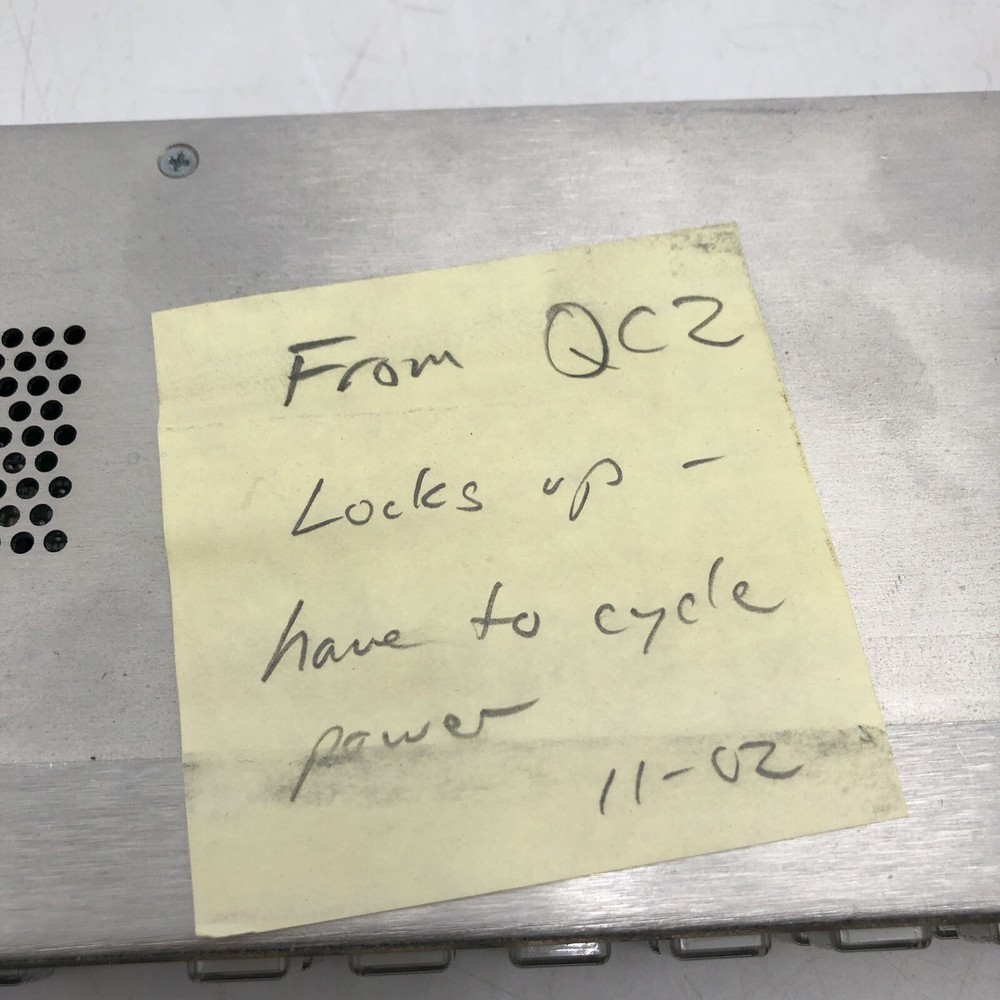 From QC2
Locks up -
have to cycle
power
11-02